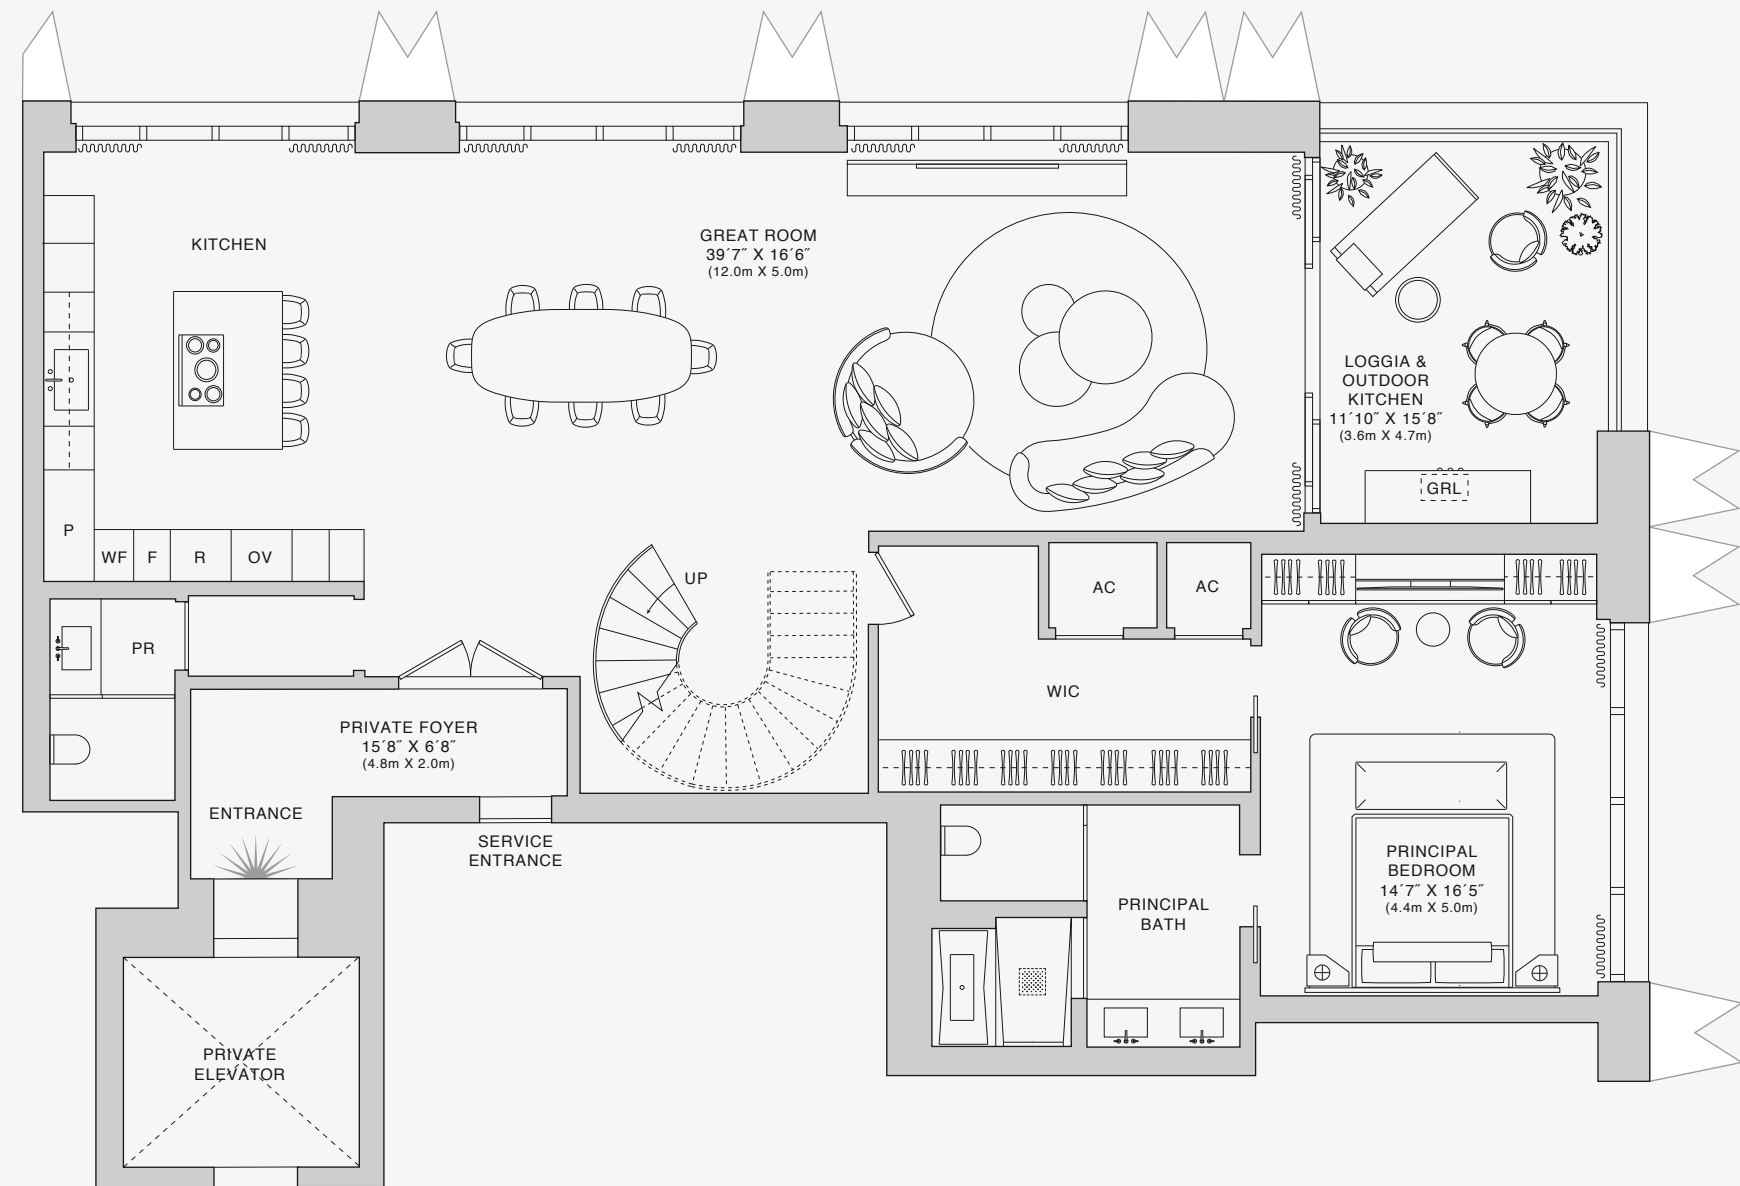 KITCHEN
GREAT ROOM
39´7˝ X 16´6˝
(12.0m X 5.0m)
LOGGIA &
OUTDOOR
KITCHEN
11´10˝ X 15´8˝
(3.6m X 4.7m)
GRL
P
WF
F
R
OV
UP
AC
AC
PR
WIC
PRIVATE FOYER
15´8˝ X 6´8˝
(4.8m X 2.0m)
ENTRANCE
SERVICE
ENTRANCE
PRINCIPAL
BATH
PRINCIPAL
BEDROOM
14´7˝ X 16´5˝
(4.4m X 5.0m)
PRIVATE
ELEVATOR